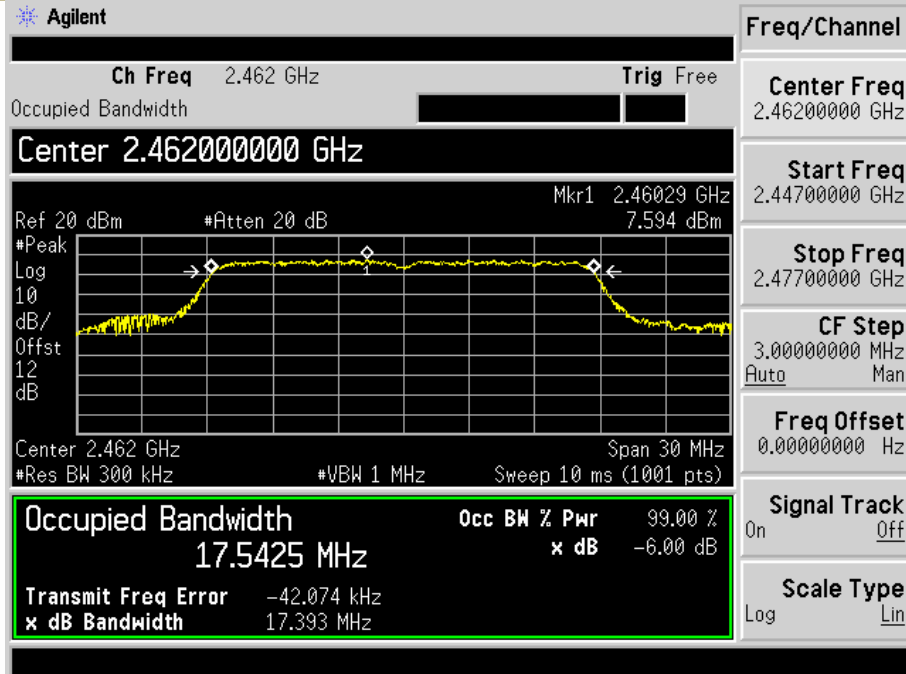 Agilent
Freq/Channel
Ch Freq 2.462 GHz Trig Free
Occupied Bandwidth
Center 2.462000000 GHz
Mkr1 2.46029 GHz
Ref 20 dBm #Atten 20 dB 7.594 dBm
#Peak
Log
10
dB/
Offst
12
dB
1
Center 2.462 GHz Span 30 MHz
#Res BW 300 kHz #VBW 1 MHz Sweep 10 ms (1001 pts)
Occupied Bandwidth Occ BW % Pwr 99.00 %
17.5425 MHz x dB -6.00 dB
Transmit Freq Error -42.074 kHz
x dB Bandwidth 17.393 MHz
Center Freq
2.46200000 GHz
Start Freq
2.44700000 GHz
Stop Freq
2.47700000 GHz
CF Step
3.00000000 MHz
Auto Man
Freq Offset
0.00000000 Hz
Signal Track
On Off
Scale Type
Log Lin